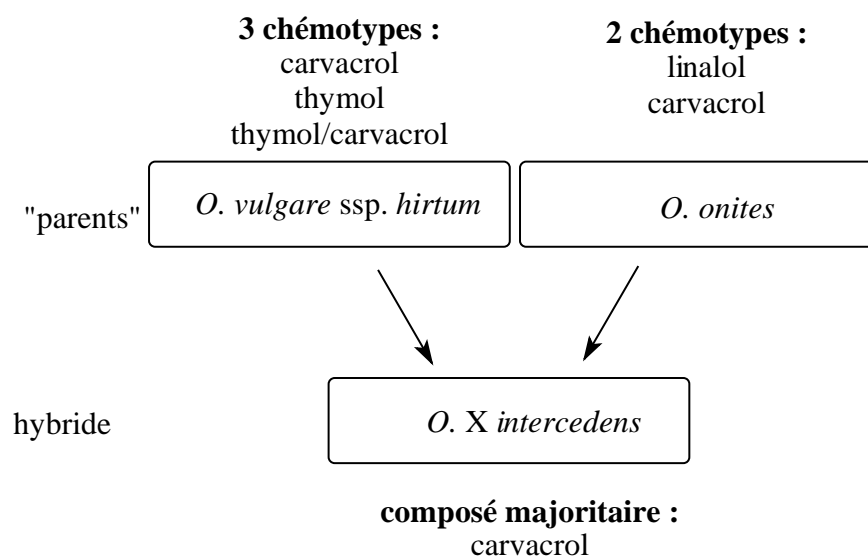 3 chémotypes :
carvacrol
thymol
thymol/carvacrol
2 chémotypes :
linalol
carvacrol
"parents"
O. vulgare ssp. hirtum
O. onites
hybride
O. X intercedens
composé majoritaire :
carvacrol